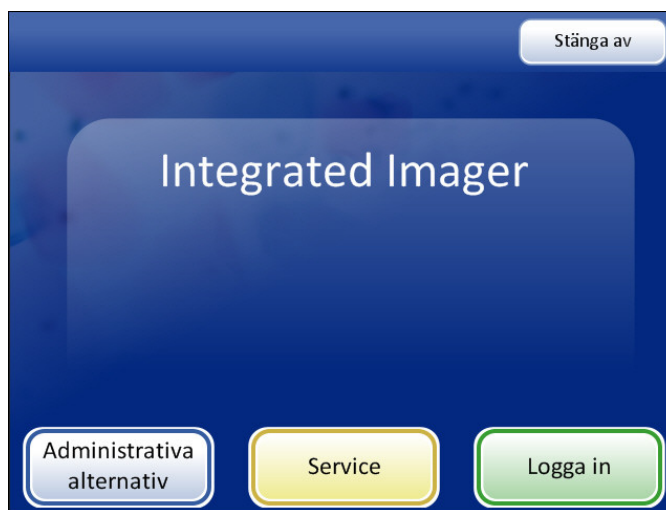 Stänga av
Integrated Imager
Administrativa
alternativ
Service
Logga in